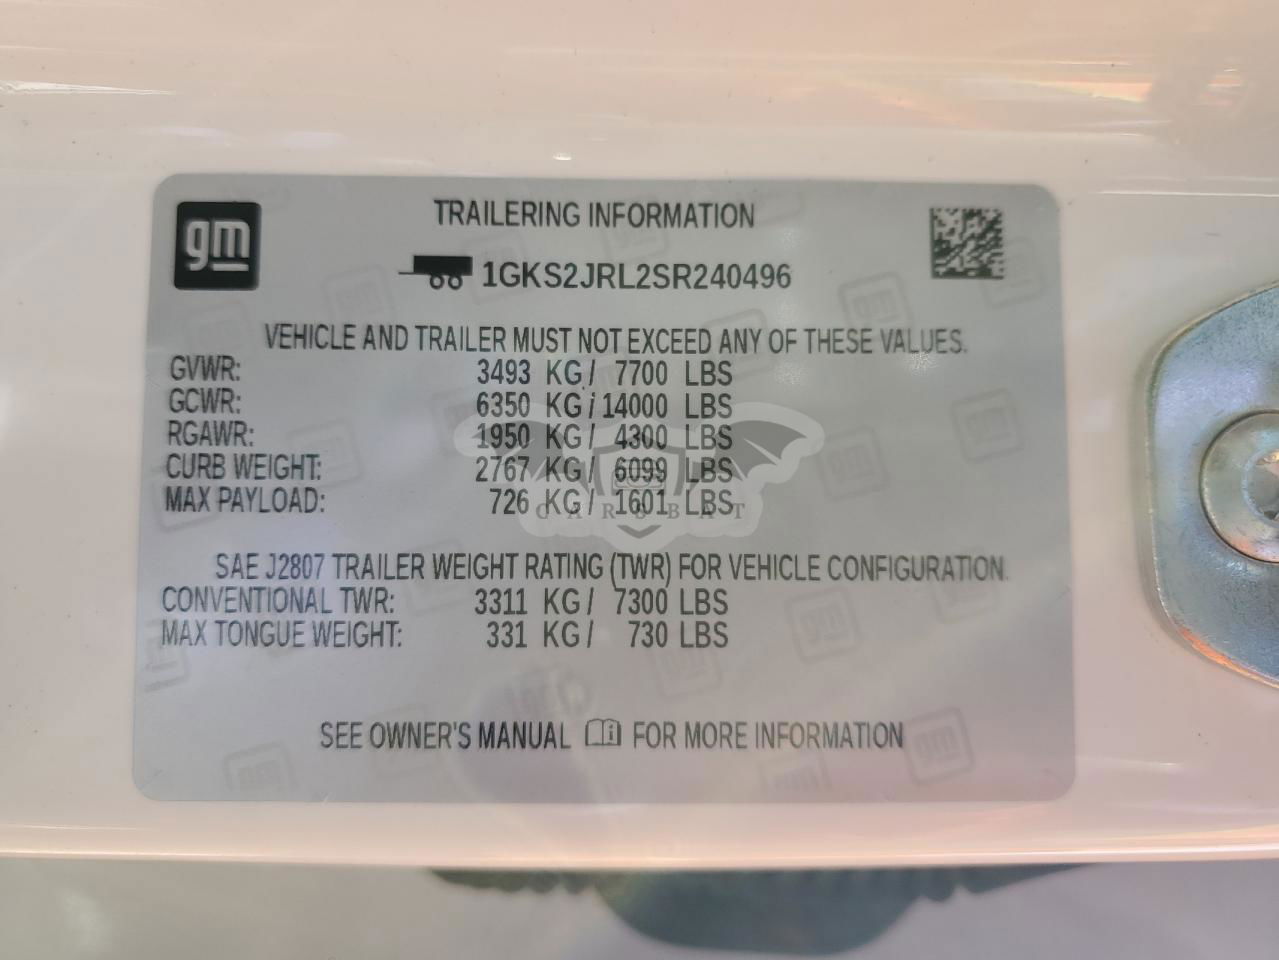 gm
TRAILERING INFORMATION
1GKS2JRL2SR240496
VEHICLE AND TRAILER MUST NOT EXCEED ANY OF THESE VALUES.
GVWR: 3493 KG/ 7700 LBS
GCWR: 6350 KG/14000 LBS
RGAWR: 1950 KG/ 4300 LBS
CURB WEIGHT: 2767 KG/ 6099 LBS
MAX PAYLOAD: 726 KG/ 1601 LBS
CARSBAT
SAE J2807 TRAILER WEIGHT RATING (TWR) FOR VEHICLE CONFIGURATION.
CONVENTIONAL TWR: 3311 KG/ 7300 LBS
MAX TONGUE WEIGHT: 331 KG/ 730 LBS
SEE OWNER'S MANUAL i FOR MORE INFORMATION